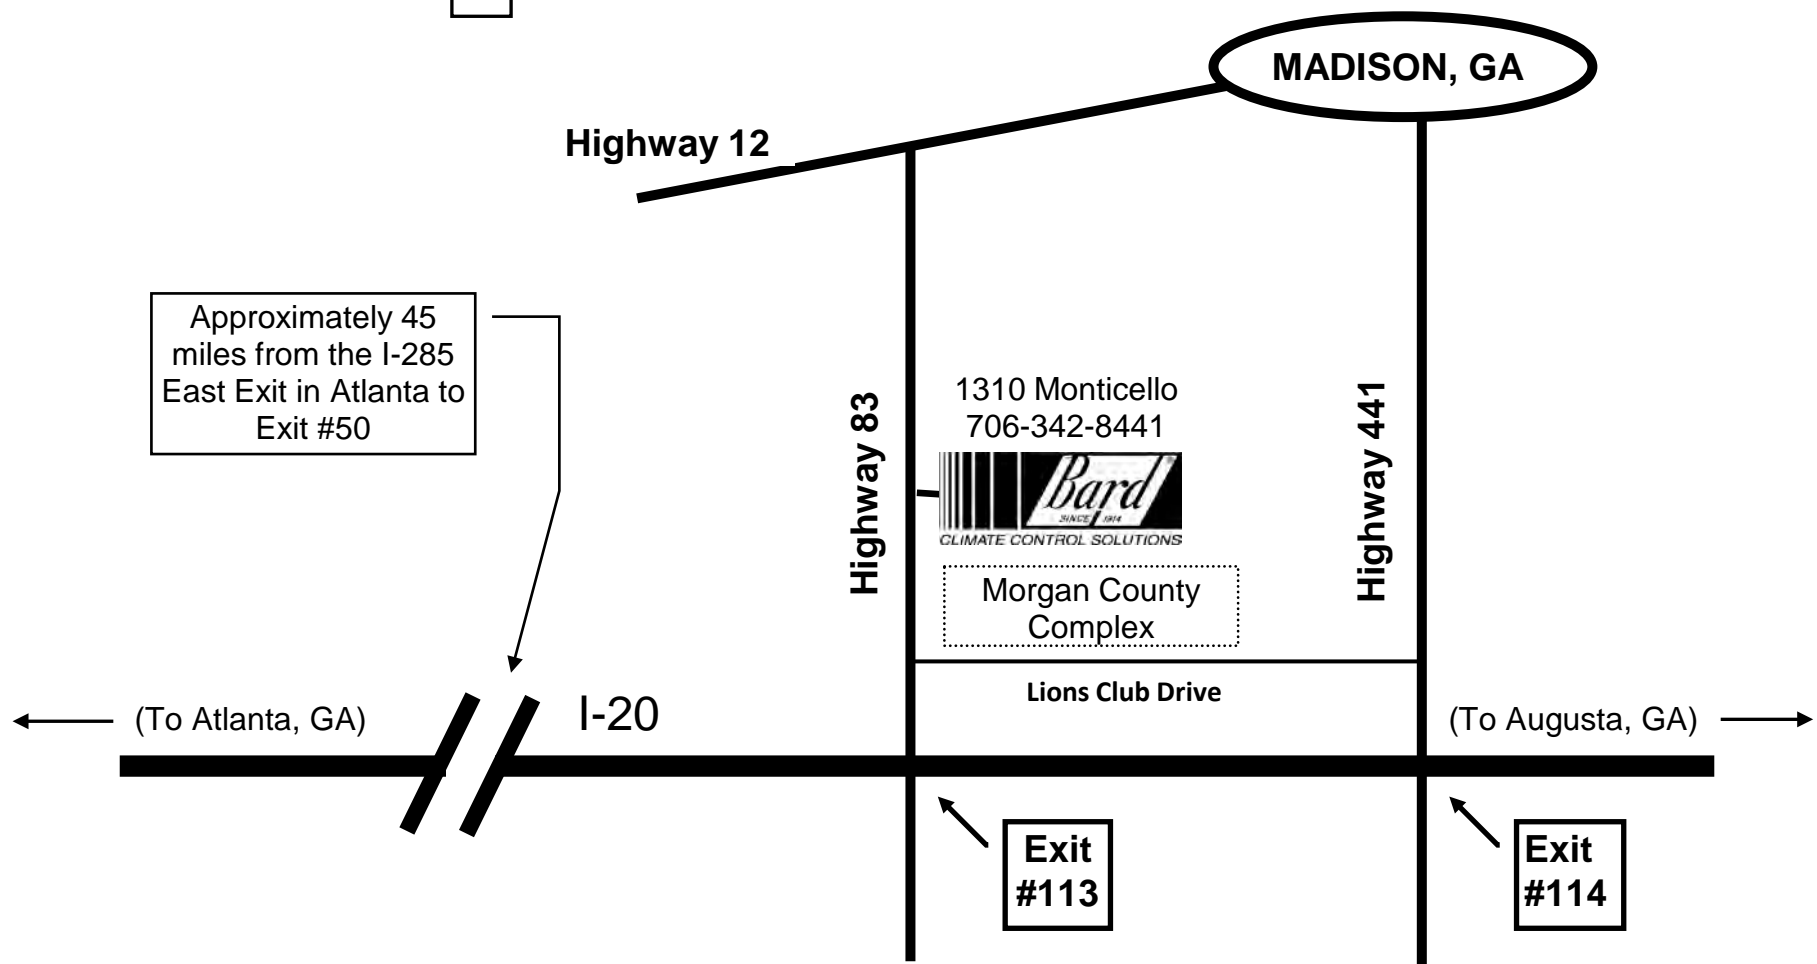 MADISON, GA
Highway 12
Approximately 45
miles from the I-285
East Exit in Atlanta to
Exit #50
Highway 83
1310 Monticello
706-342-8441
Bard
SINCE 1914
CLIMATE CONTROL SOLUTIONS
Highway 441
Morgan County
Complex
Lions Club Drive
(To Atlanta, GA)
I-20
(To Augusta, GA)
Exit
#113
Exit
#114